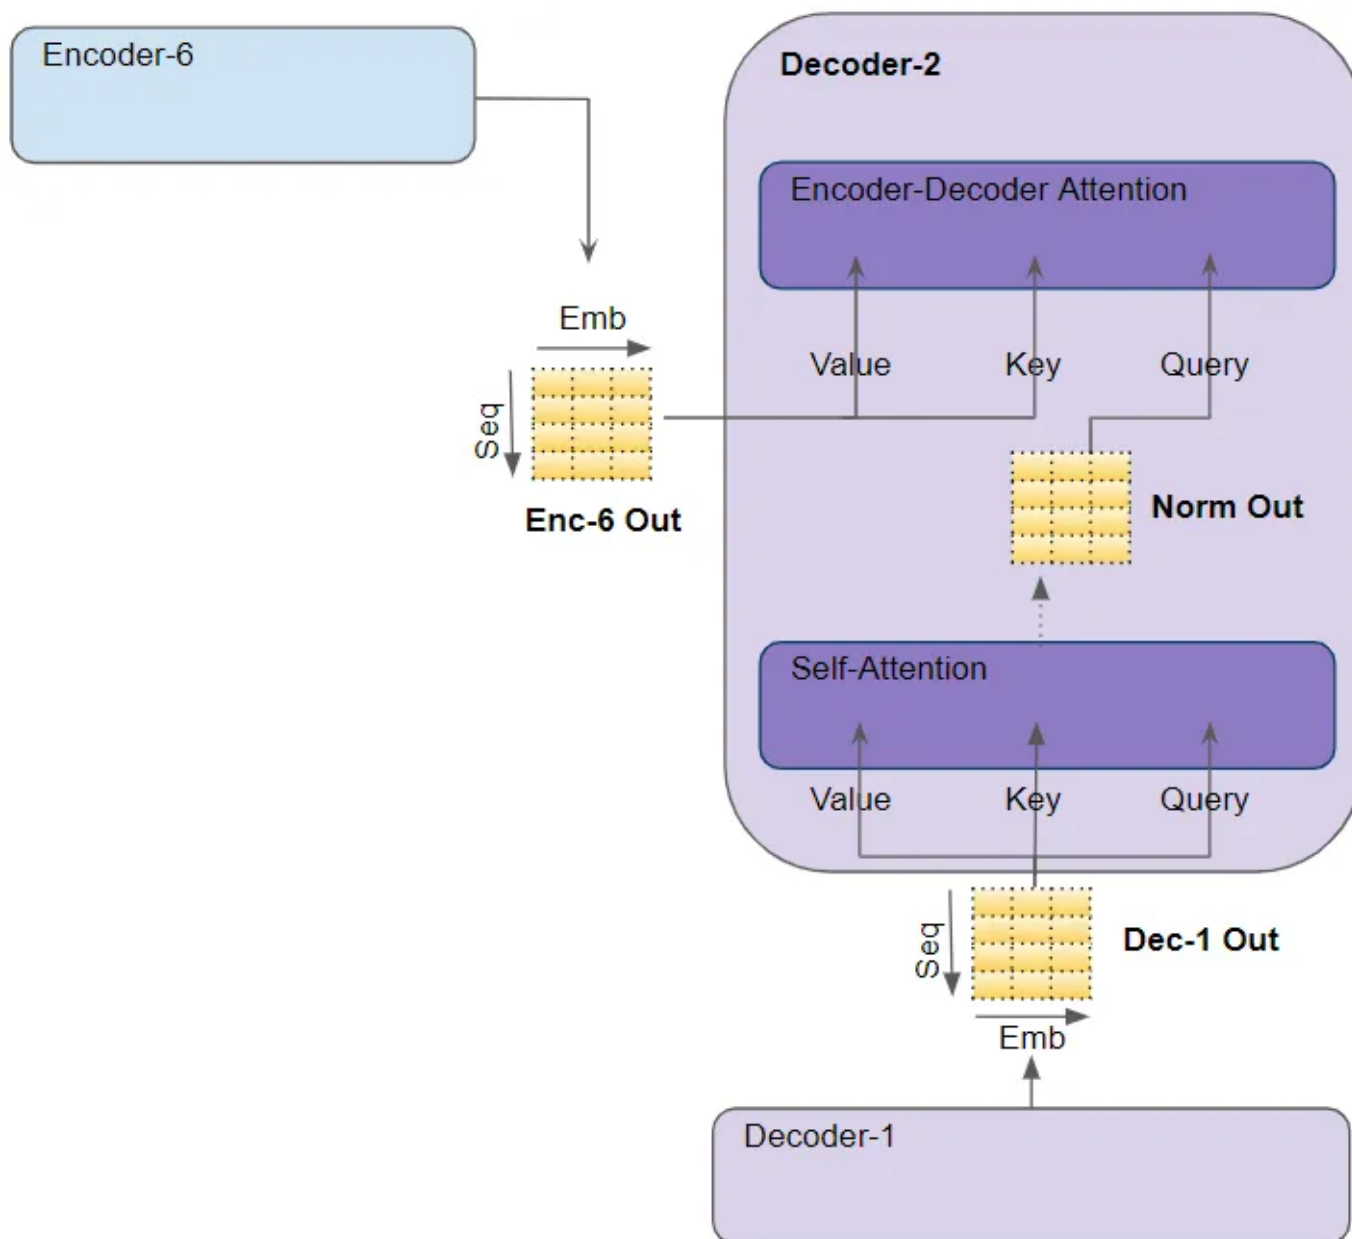 Encoder-6
Decoder-2
Encoder-Decoder Attention
Emb
Value
Key
Query
Seq
Enc-6 Out
Norm Out
Self-Attention
Value
Key
Query
Seq
Dec-1 Out
Emb
Decoder-1